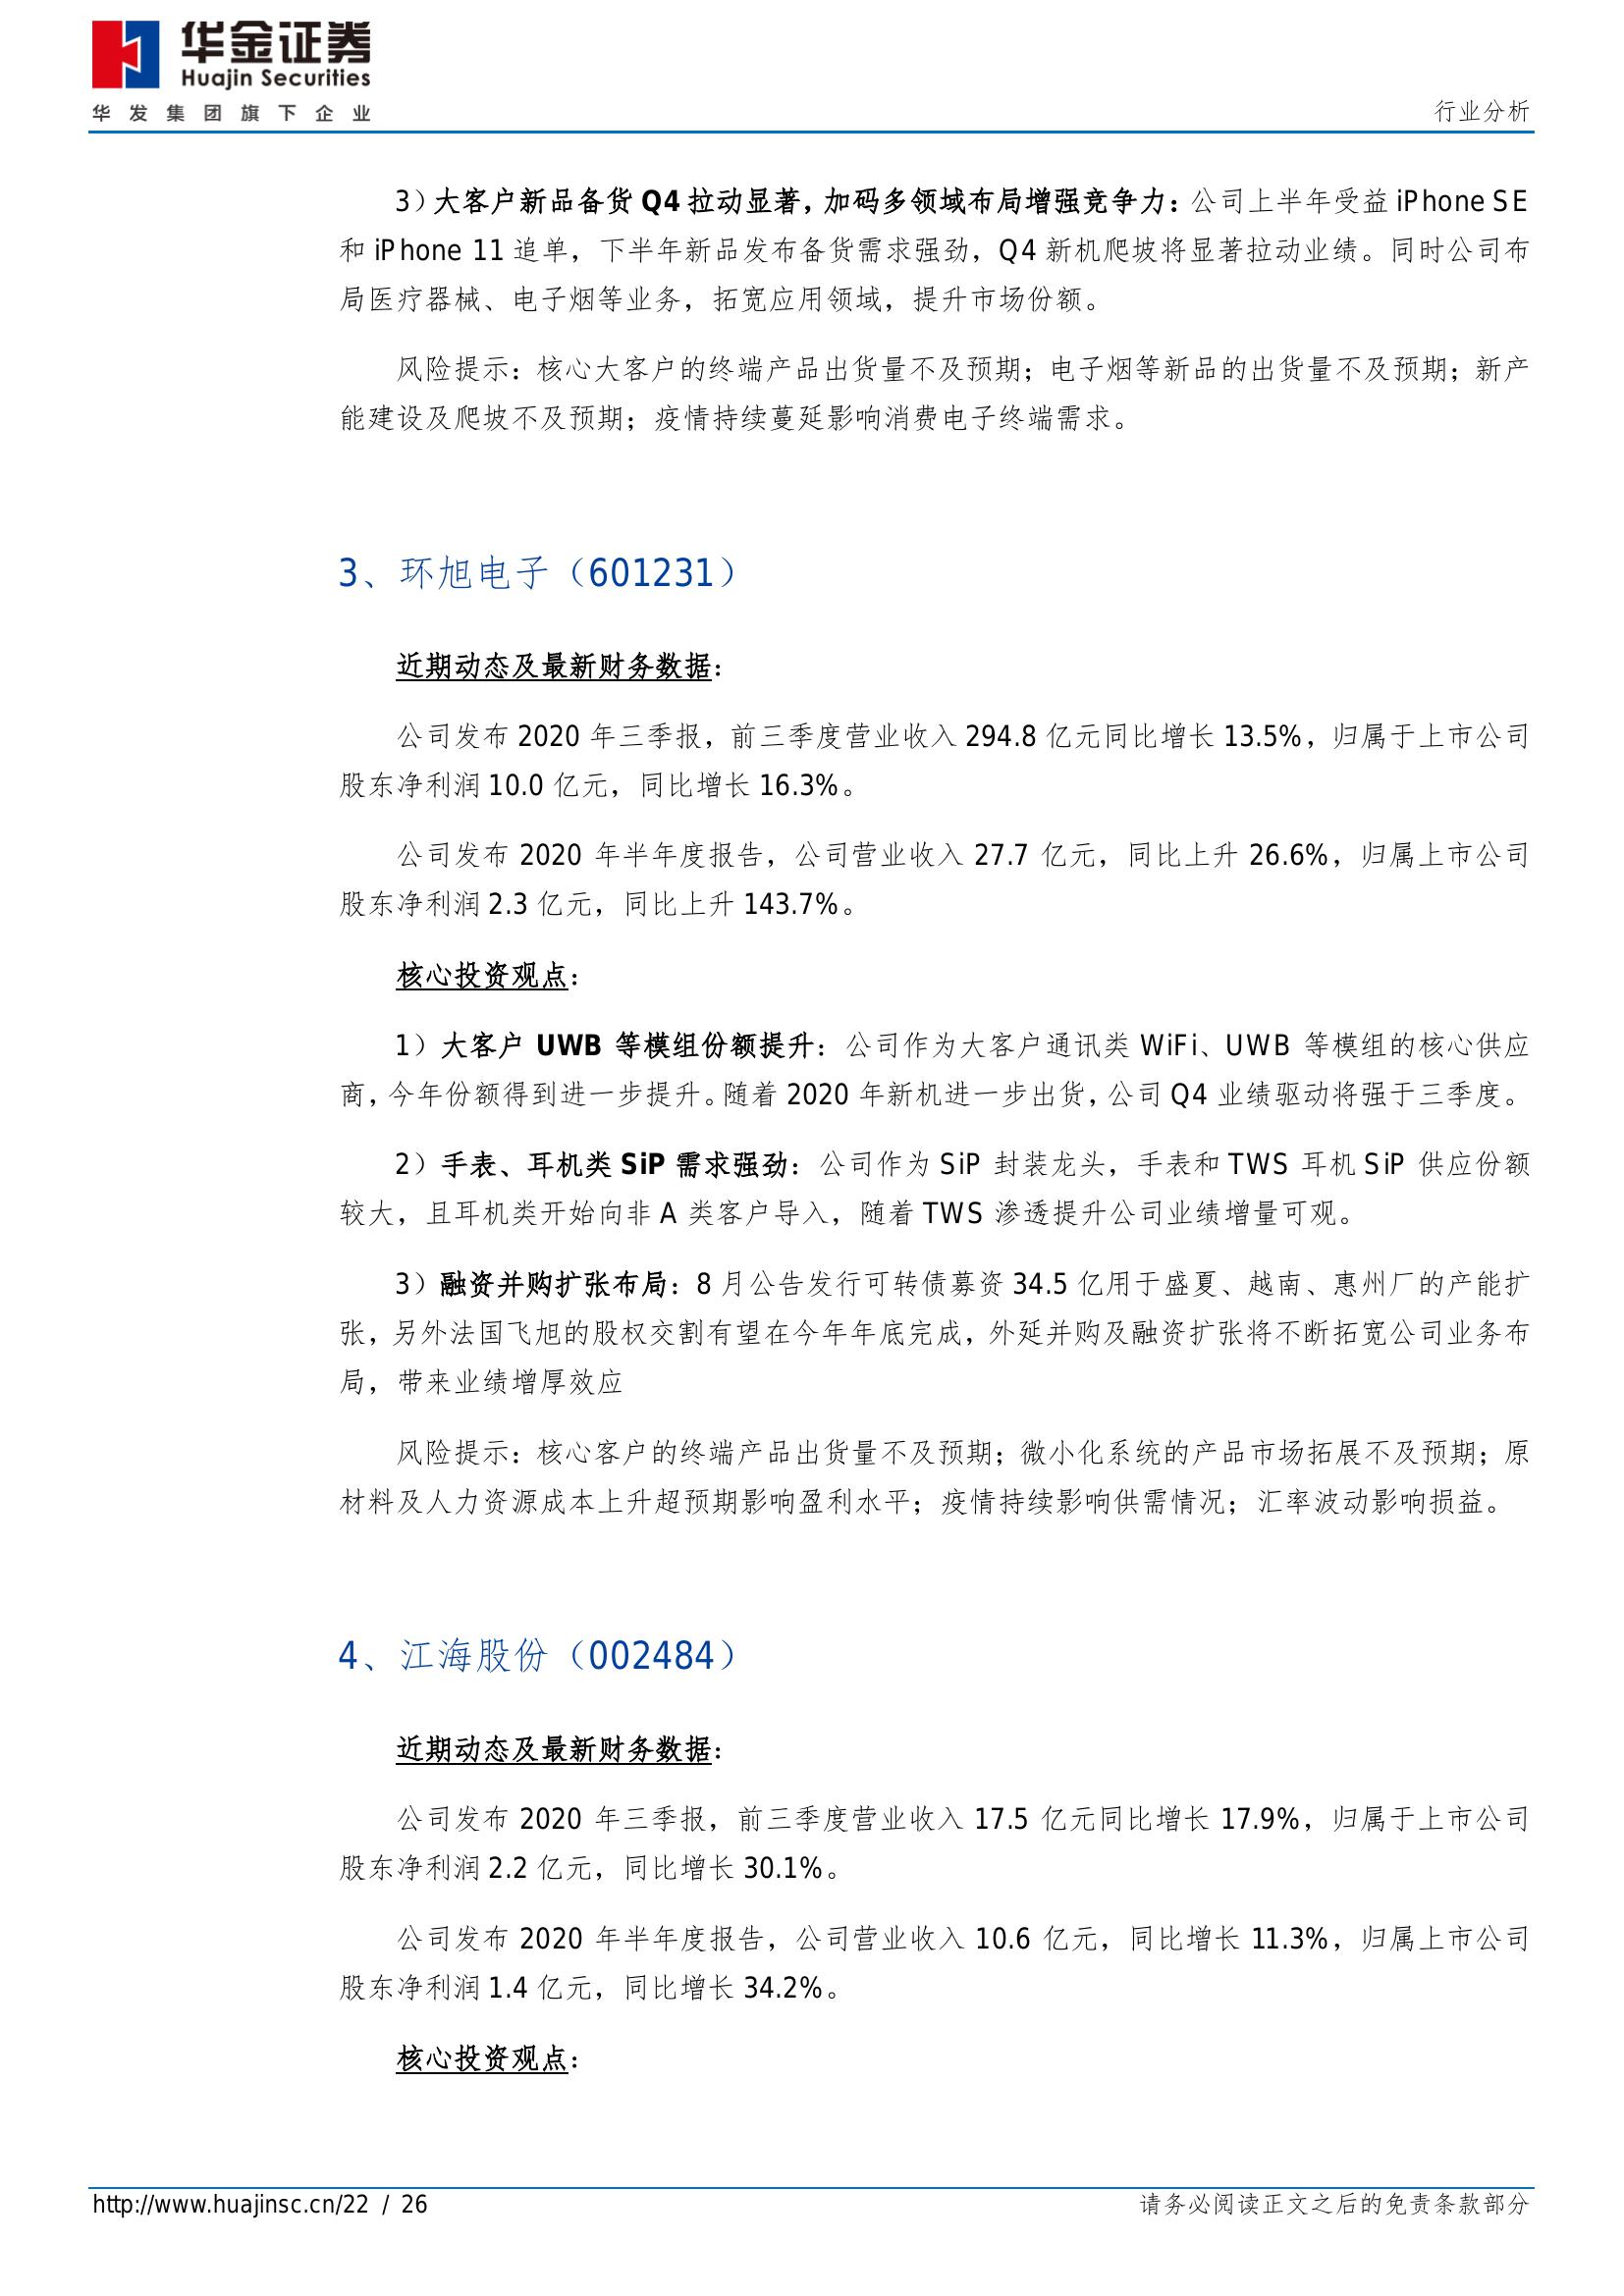 华金证券
Huajin Securities
华发集团旗下企业
行业分析
3）大客户新品备货 Q4 拉动显著，加码多领域布局增强竞争力：公司上半年受益 iPhone SE
和 iPhone 11 追单，下半年新品发布备货需求强劲，Q4 新机爬坡将显著拉动业绩。同时公司布
局医疗器械、电子烟等业务，拓宽应用领域，提升市场份额。
风险提示：核心大客户的终端产品出货量不及预期；电子烟等新品的出货量不及预期；新产
能建设及爬坡不及预期；疫情持续蔓延影响消费电子终端需求。
3、环旭电子（601231）
近期动态及最新财务数据：
公司发布 2020 年三季报，前三季度营业收入 294.8 亿元同比增长 13.5%，归属于上市公司
股东净利润 10.0 亿元，同比增长 16.3%。
公司发布 2020 年半年度报告，公司营业收入 27.7 亿元，同比上升 26.6%，归属上市公司
股东净利润 2.3 亿元，同比上升 143.7%。
核心投资观点：
1）大客户 UWB 等模组份额提升：公司作为大客户通讯类 WiFi、UWB 等模组的核心供应
商，今年份额得到进一步提升。随着 2020 年新机进一步出货，公司 Q4 业绩驱动将强于三季度。
2）手表、耳机类 SiP 需求强劲：公司作为 SiP 封装龙头，手表和 TWS 耳机 SiP 供应份额
较大，且耳机类开始向非 A 类客户导入，随着 TWS 渗透提升公司业绩增量可观。
3）融资并购扩张布局：8 月公告发行可转债募资 34.5 亿用于盛夏、越南、惠州厂的产能扩
张，另外法国飞旭的股权交割有望在今年年底完成，外延并购及融资扩张将不断拓宽公司业务布
局，带来业绩增厚效应
风险提示：核心客户的终端产品出货量不及预期；微小化系统的产品市场拓展不及预期；原
材料及人力资源成本上升超预期影响盈利水平；疫情持续影响供需情况；汇率波动影响损益。
4、江海股份（002484）
近期动态及最新财务数据：
公司发布 2020 年三季报，前三季度营业收入 17.5 亿元同比增长 17.9%，归属于上市公司
股东净利润 2.2 亿元，同比增长 30.1%。
公司发布 2020 年半年度报告，公司营业收入 10.6 亿元，同比增长 11.3%，归属上市公司
股东净利润 1.4 亿元，同比增长 34.2%。
核心投资观点：
http://www.huajinsc.cn/22 / 26
请务必阅读正文之后的免责条款部分